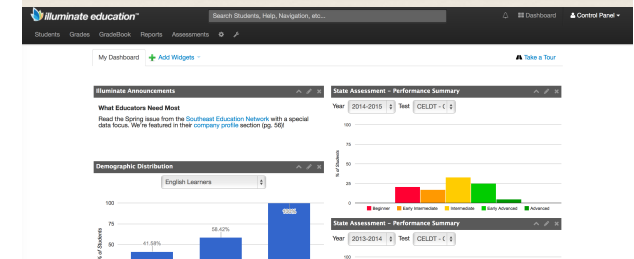 illuminate education™
Search Students, Help, Navigation, etc...
Dashboard
Control Panel
Students Grades GradeBook Reports Assessments
My Dashboard
Add Widgets
Take a Tour
Illuminate Announcements
What Educators Need Most
Read the Spring issue from the Southeast Education Network with a special
data focus. We're featured in their company profile section (pg. 56)!
Demographic Distribution
English Learners
% of Students
100
75
50
41.58%
58.42%
100%
State Assessment – Performance Summary
Year 2014-2015 Test CELDT - (
% of Students
100
75
50
25
0
Beginner Early Intermediate Intermediate Early Advanced Advanced
State Assessment – Performance Summary
Year 2013-2014 Test CELDT - (
100